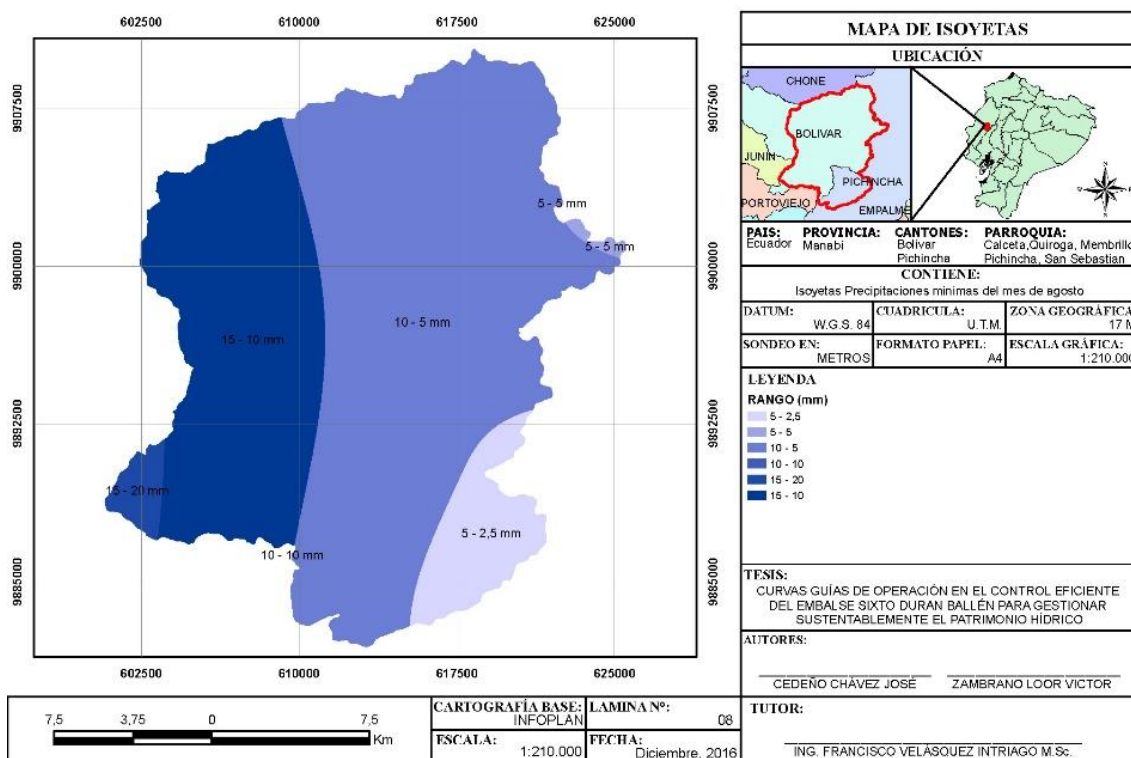 602500 610000 617500 625000
9907500 9907500
9900000 9900000
9892500 9892500
9885000 9885000
5 - 5 mm
5 - 5 mm
10 - 5 mm
15 - 10 mm
15 - 20 mm
5 - 2,5 mm
10 - 10 mm
602500 610000 617500 625000
7,5 3,75 0 7,5
Km
CARTOGRAFÍA BASE:
INFOPLAN
LAMINA Nº:
08
ESCALA:
1:210.000
FECHA:
Diciembre, 2016
MAPA DE ISOYETAS
UBICACIÓN
CHONE
BOLIVAR
JUNIN
PICHINCHA
PORTOVIEJO
EMPALME
PAIS:
Ecuador
PROVINCIA:
Manabi
CANTONES:
Bolivar
Pichincha
PARROQUIA:
Calceta,Quiroga, Membrillo
Pichincha, San Sebastian
CONTIENE:
Isoyetas Precipitaciones minimas del mes de agosto
DATUM:
W.G.S. 84
CUADRICULA:
U.T.M.
ZONA GEOGRÁFICA:
17 M
SONDEO EN:
METROS
FORMATO PAPEL:
A4
ESCALA GRÁFICA:
1:210.000
LEYENDA
RANGO (mm)
5 - 2,5
5 - 5
10 - 5
10 - 10
15 - 20
15 - 10
TESIS:
CURVAS GUÍAS DE OPERACIÓN EN EL CONTROL EFICIENTE
DEL EMBALSE SIXTO DURAN BALLÉN PARA GESTIONAR
SUSTENTABLEMENTE EL PATRIMONIO HÍDRICO
AUTORES:
CEDEÑO CHÁVEZ JOSÉ
ZAMBRANO LOOR VICTOR
TUTOR:
ING. FRANCISCO VELÁSQUEZ INTRIAGO M.Sc.